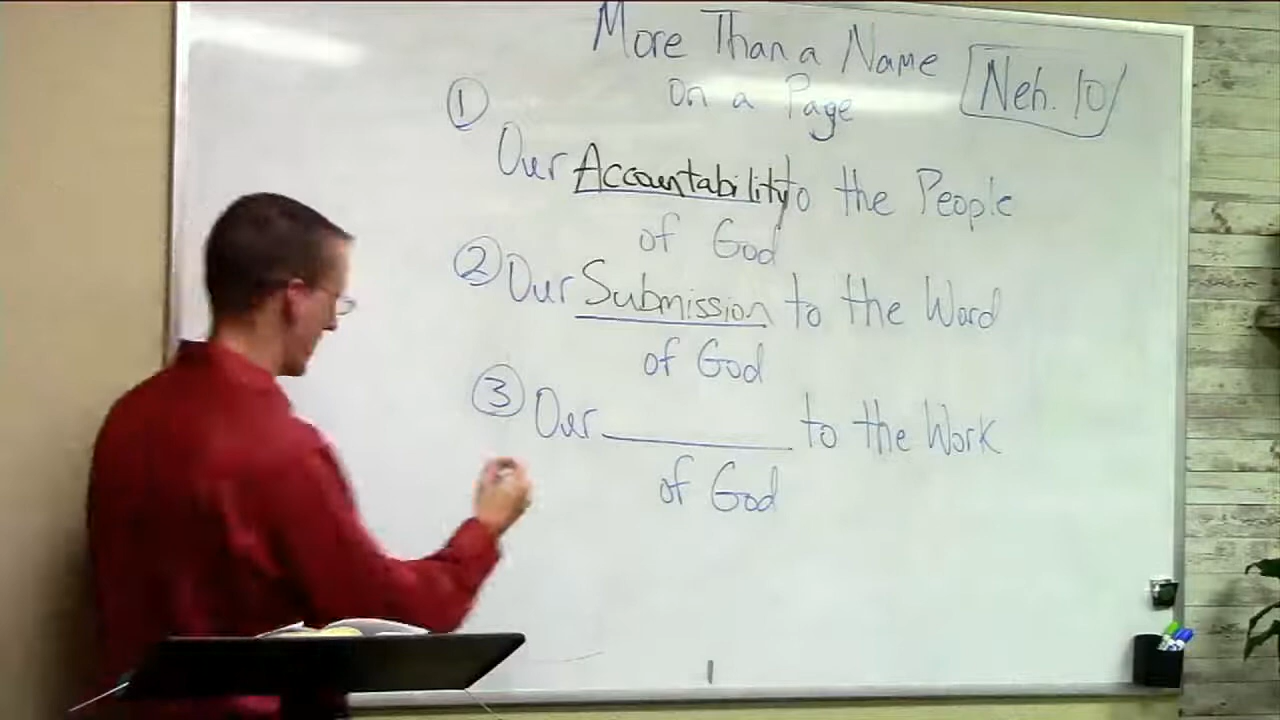 More Than a Name
on a Page
Neh. 10
①
Our Accountability to the People
of God
② Our Submission to the Word
of God
③ Our __________ to the Work
of God